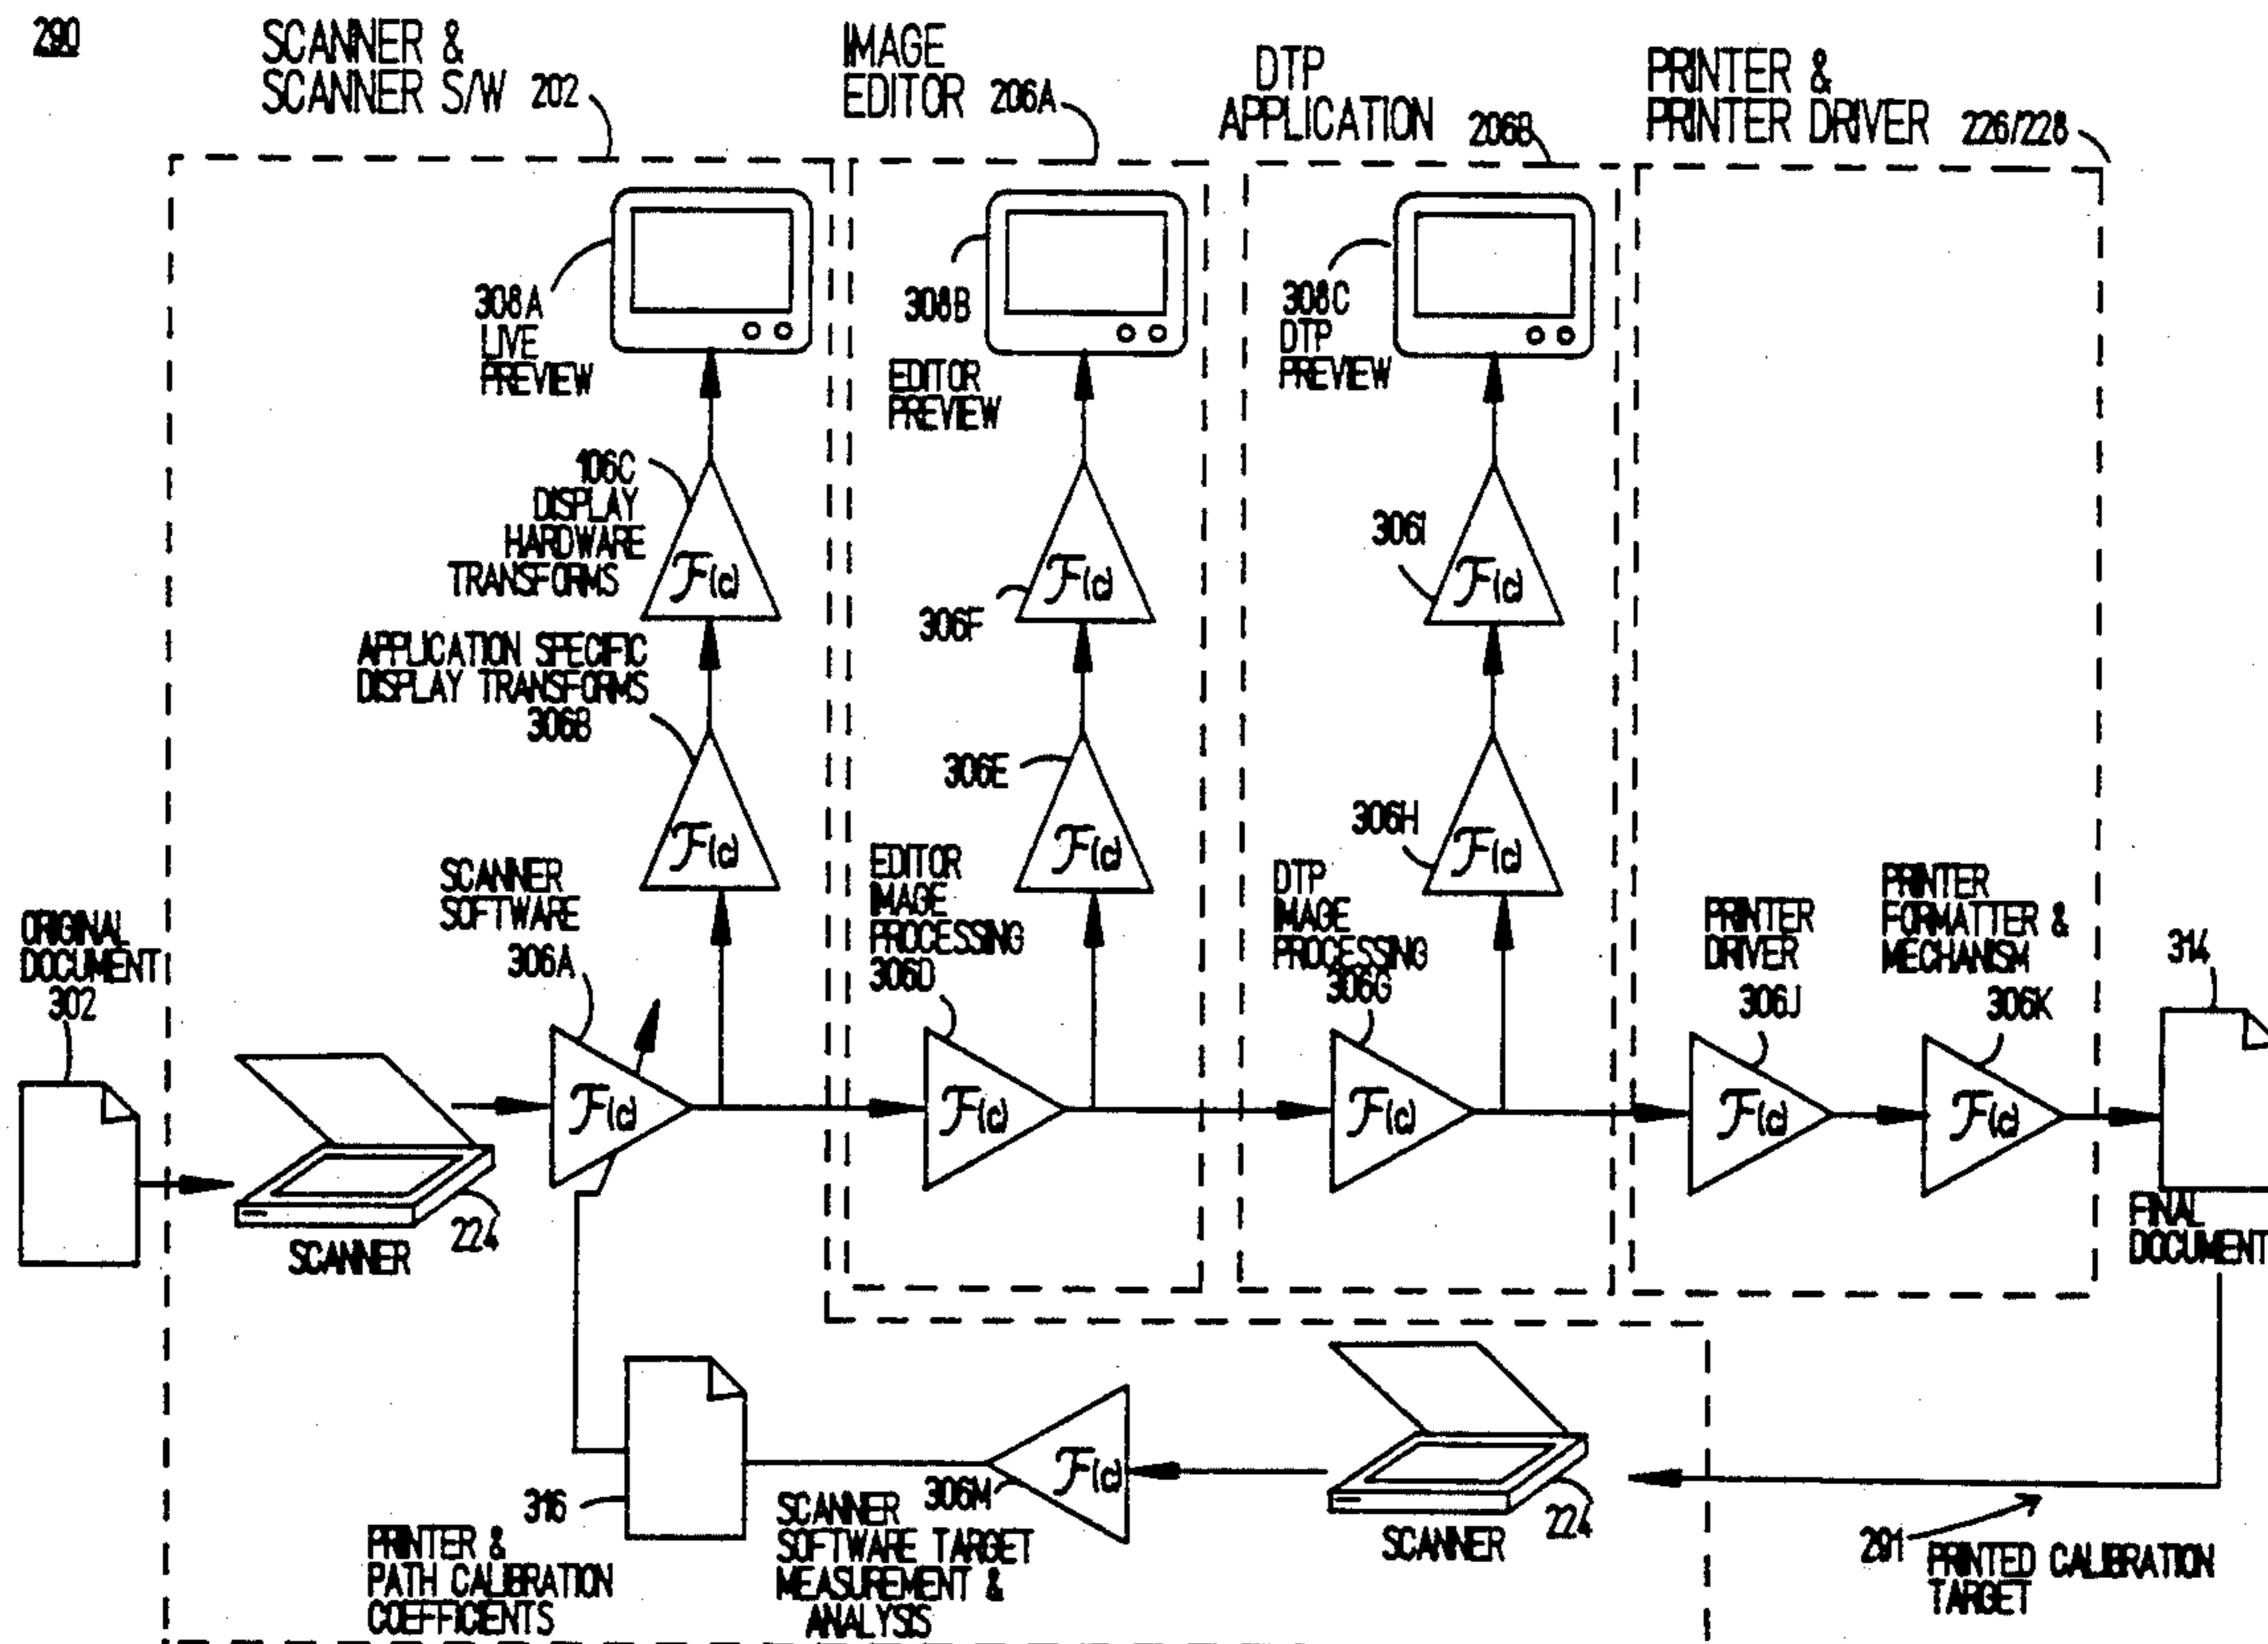 290
SCANNER &
SCANNER S/W 202
IMAGE
EDITOR 206A
DTP
APPLICATION 206B
PRINTER &
PRINTER DRIVER 226/228
308A
LIVE
PREVIEW
308B
EDITOR
PREVIEW
308C
DTP
PREVIEW
106C
DISPLAY
HARDWARE
TRANSFORMS
F(c)
306F
F(c)
306I
F(c)
APPLICATION SPECIFIC
DISPLAY TRANSFORMS
306B
F(c)
306E
F(c)
306H
F(c)
ORIGINAL
DOCUMENT
302
SCANNER
SOFTWARE
306A
F(c)
EDITOR
IMAGE
PROCESSING
306D
F(c)
DTP
IMAGE
PROCESSING
306G
F(c)
PRINTER
DRIVER
306J
F(c)
PRINTER
FORMATTER &
MECHANISM
306K
F(c)
314
FINAL
DOCUMENT
224
SCANNER
316
PRINTER &
PATH CALIBRATION
COEFFICIENTS
306M
F(c)
SCANNER
SOFTWARE TARGET
MEASUREMENT &
ANALYSIS
224
SCANNER
291 PRINTED CALIBRATION
TARGET